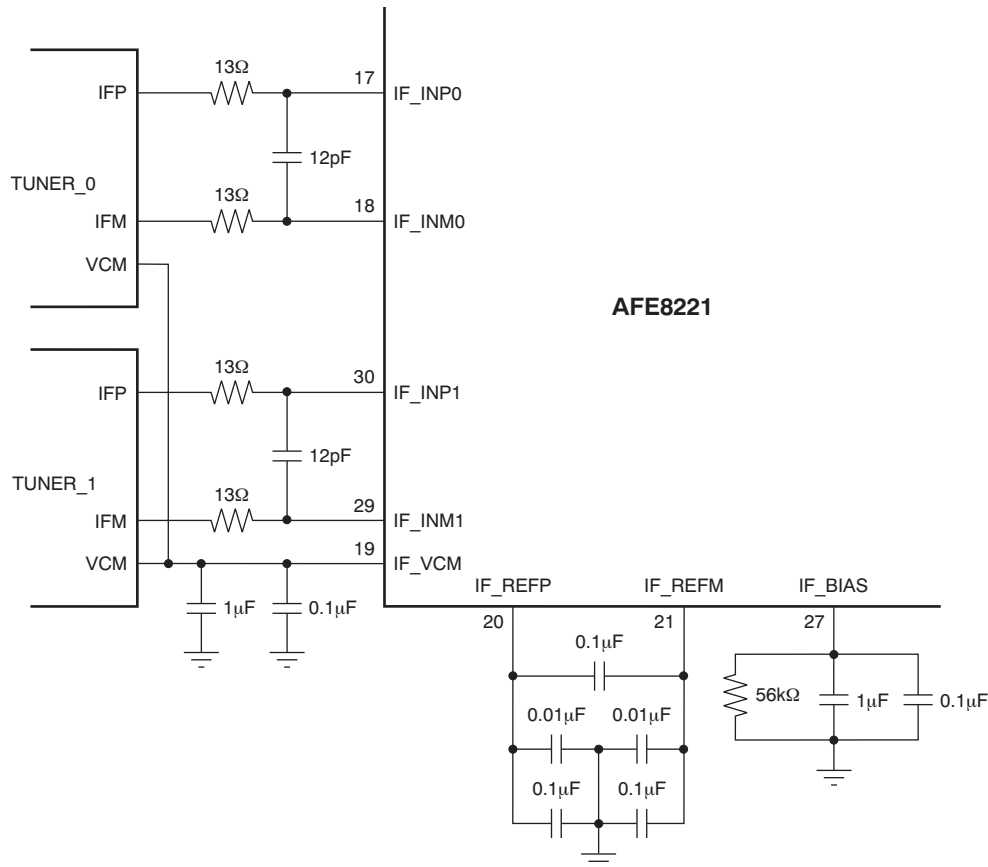 13Ω
17
IFP
IF_INP0
12pF
TUNER_0
13Ω
18
IFM
IF_INM0
VCM
AFE8221
13Ω
30
IFP
IF_INP1
12pF
TUNER_1
13Ω
29
IFM
IF_INM1
19
VCM
IF_VCM
1μF
0.1μF
IF_REFP
IF_REFM
IF_BIAS
20
21
27
0.1μF
56kΩ
1μF
0.1μF
0.01μF
0.01μF
0.1μF
0.1μF